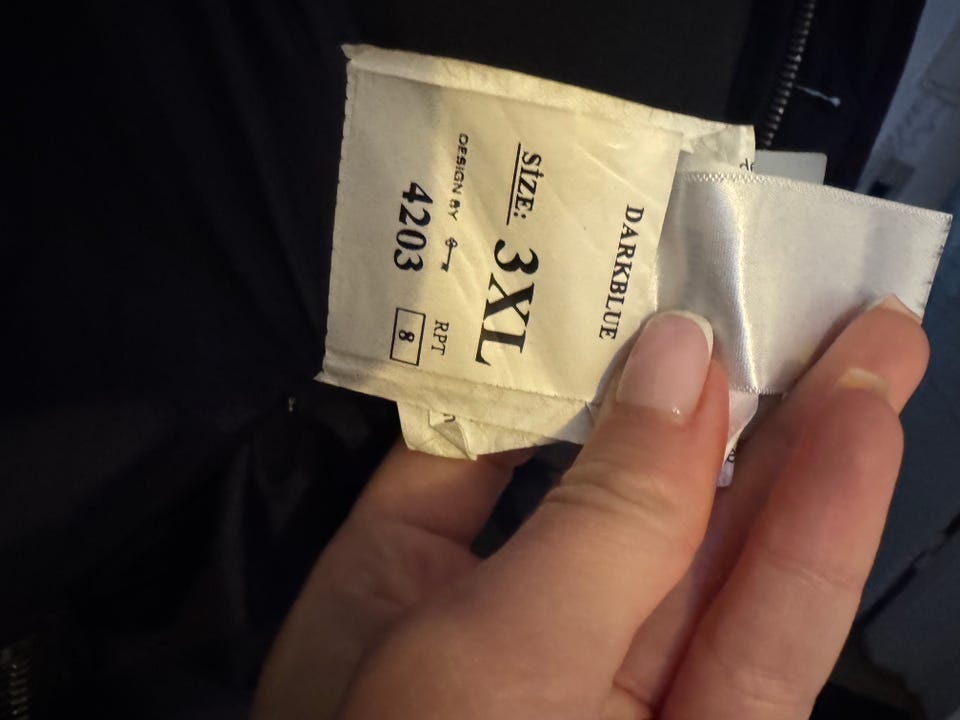 DARKBLUE
SIZE: 3XL
DESIGN BY
RPT
4203 8